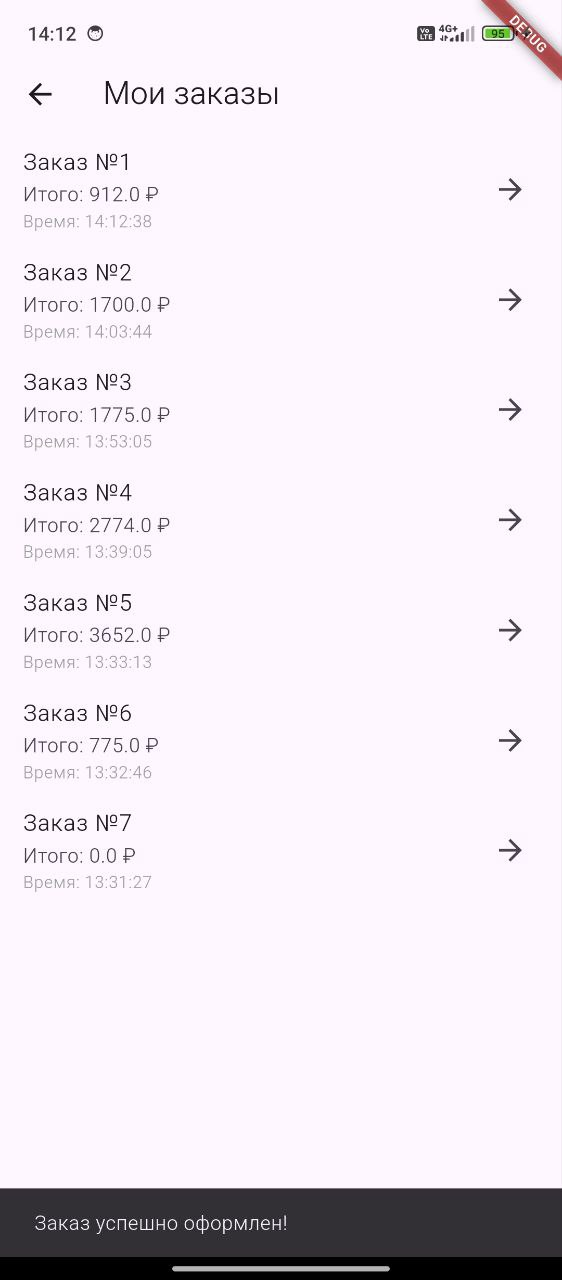 14:12
Vo LTE 4G+ 95
DEBUG
Мои заказы
Заказ №1
Итого: 912.0 ₽
Время: 14:12:38
Заказ №2
Итого: 1700.0 ₽
Время: 14:03:44
Заказ №3
Итого: 1775.0 ₽
Время: 13:53:05
Заказ №4
Итого: 2774.0 ₽
Время: 13:39:05
Заказ №5
Итого: 3652.0 ₽
Время: 13:33:13
Заказ №6
Итого: 775.0 ₽
Время: 13:32:46
Заказ №7
Итого: 0.0 ₽
Время: 13:31:27
Заказ успешно оформлен!